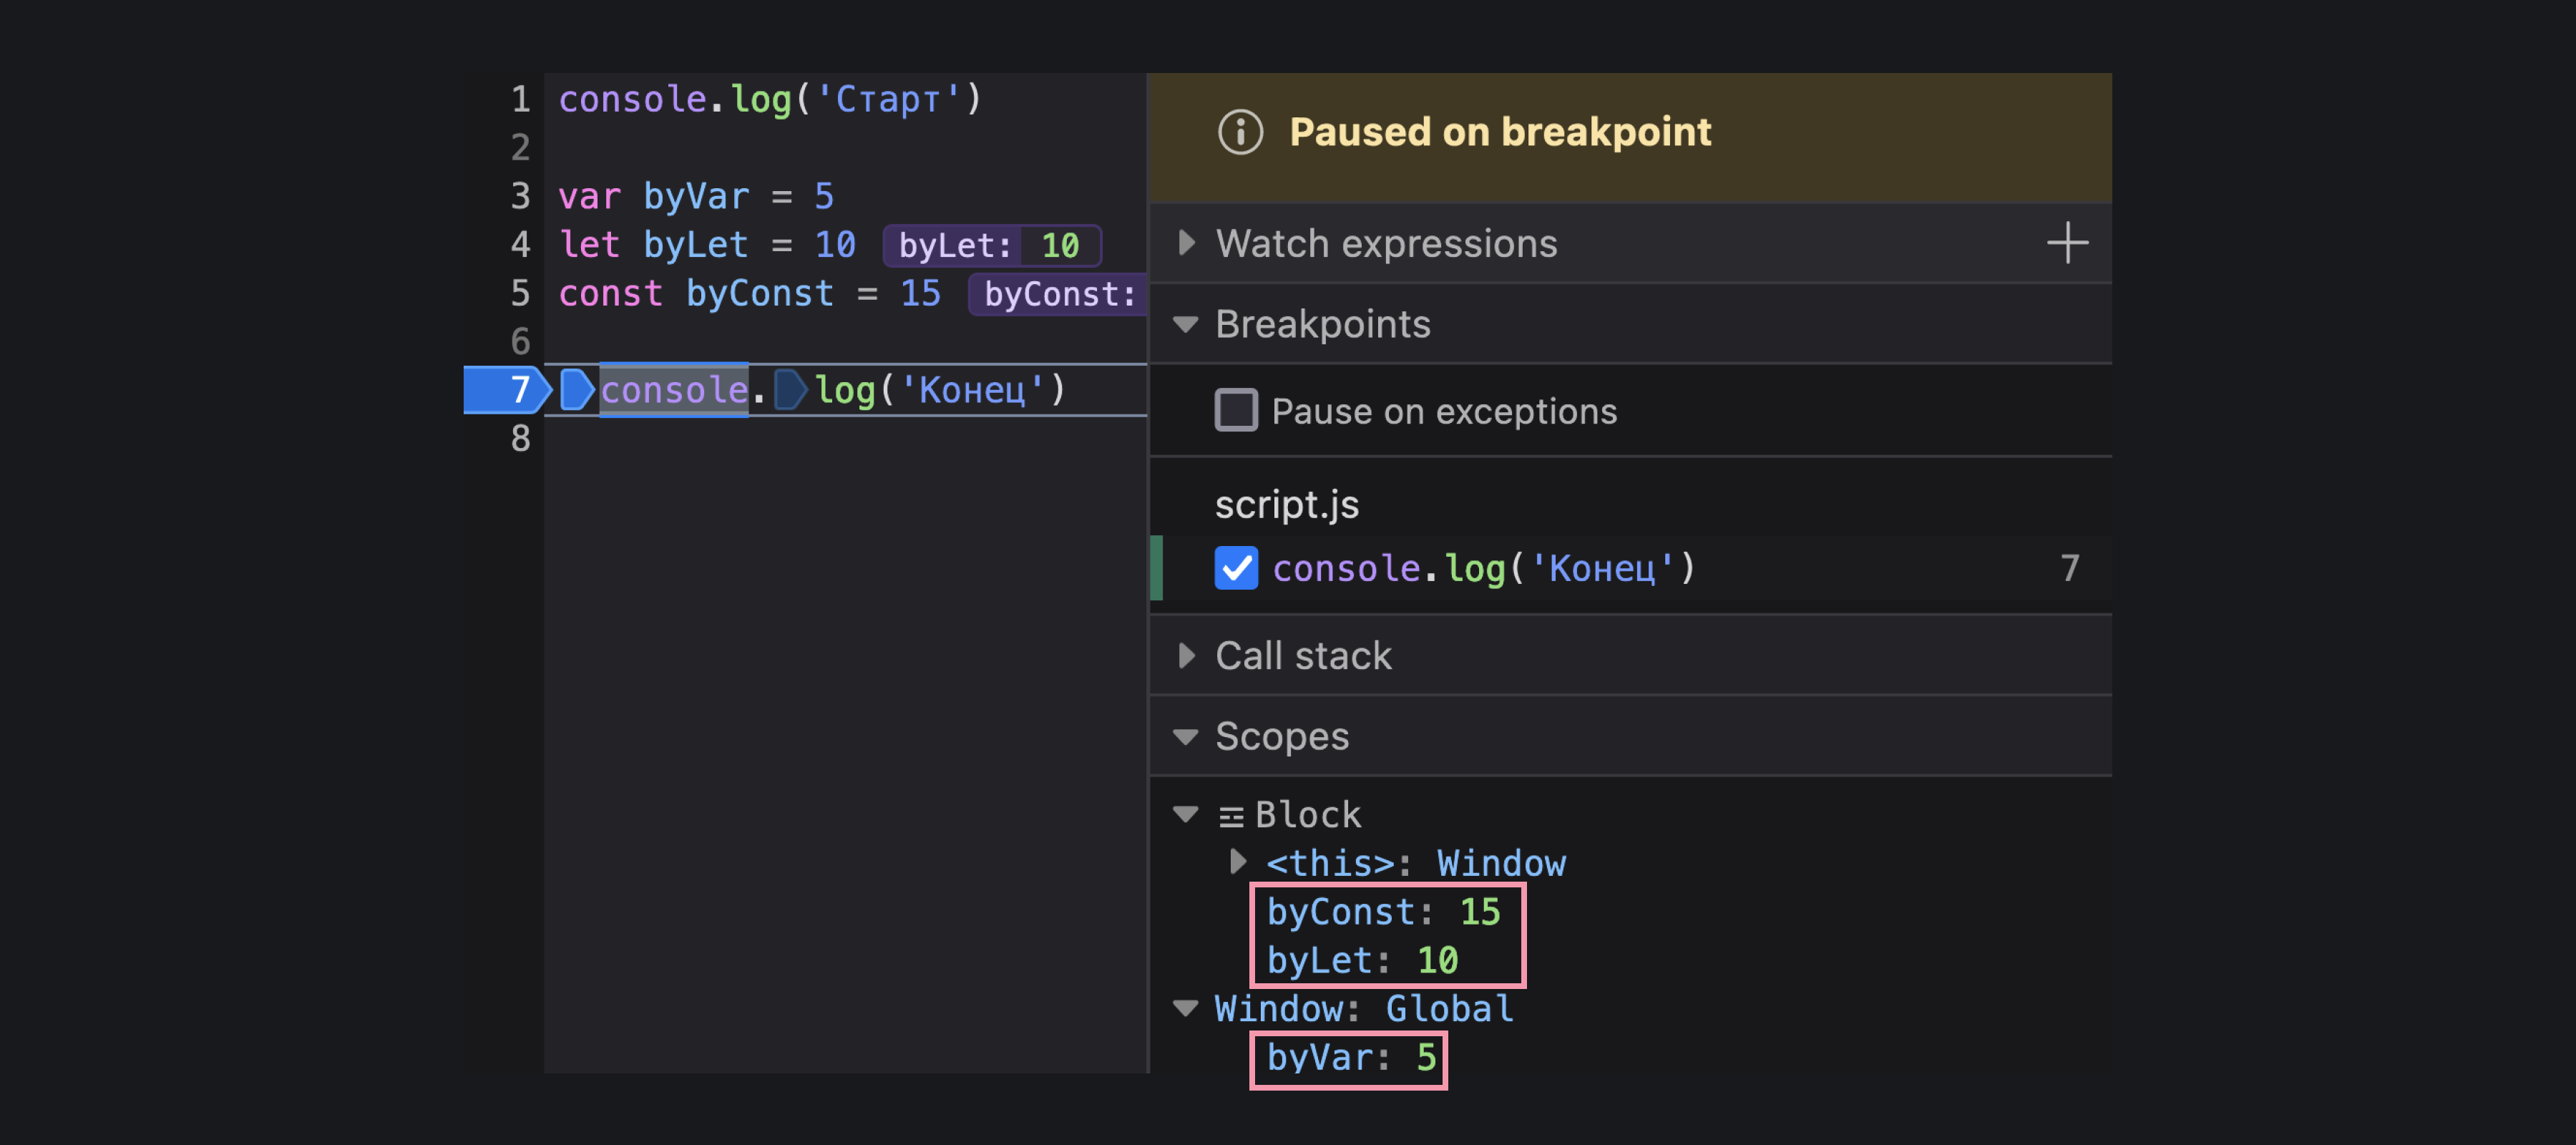 1 console.log('Старт')
2
3 var byVar = 5
4 let byLet = 10 byLet: 10
5 const byConst = 15 byConst:
6
7 console.log('Конец')
8
Paused on breakpoint
Watch expressions
Breakpoints
Pause on exceptions
script.js
console.log('Конец') 7
Call stack
Scopes
Block
<this>: Window
byConst: 15
byLet: 10
Window: Global
byVar: 5